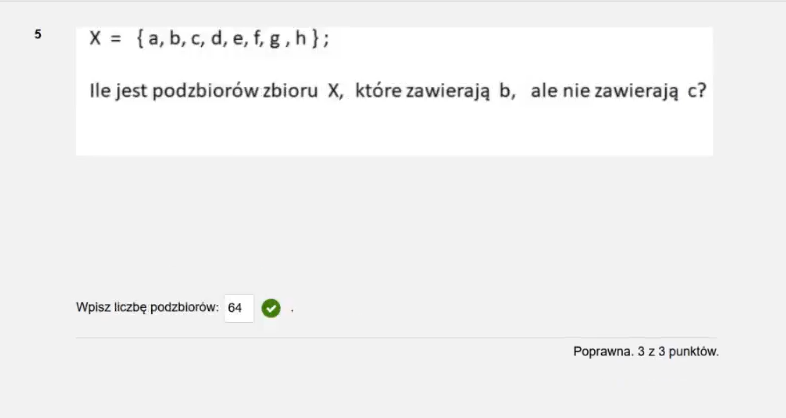 5
X = { a, b, c, d, e, f, g , h } ;
Ile jest podzbiorów zbioru X, które zawierają b, ale nie zawierają c?
Wpisz liczbę podzbiorów: 64 .
Poprawna. 3 z 3 punktów.